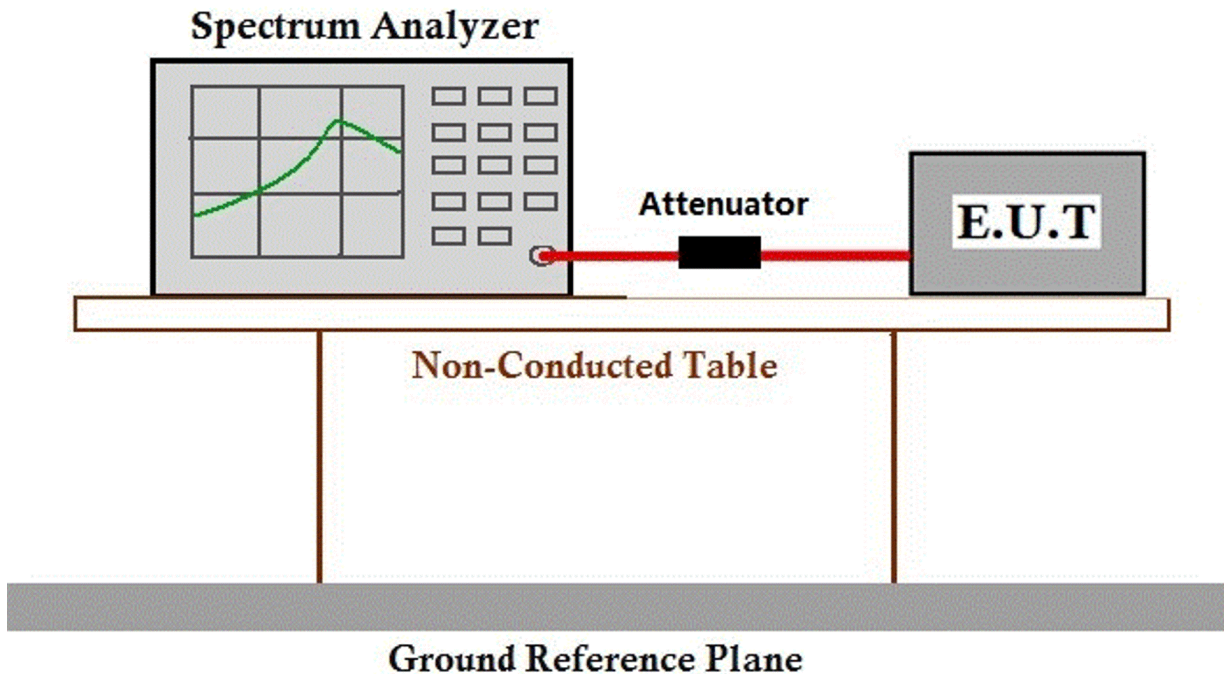 Spectrum Analyzer
Attenuator
E.U.T
Non-Conducted Table
Ground Reference Plane